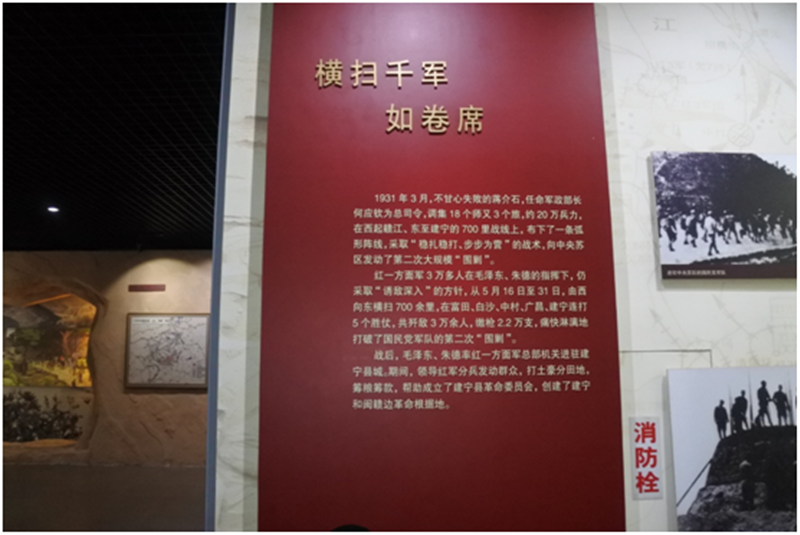 横扫千军
如卷席
1931年3月，不甘心失败的蒋介石，任命军政部长
何应钦为总司令，调集18个师又3个旅，约20万兵力，
在西起赣江、东至建宁的700里战线上，布下了一条弧
形阵线，采取“稳扎稳打、步步为营”的战术，向中央苏
区发动了第二次大规模“围剿”。
红一方面军3万多人在毛泽东、朱德的指挥下，仍
采取“诱敌深入”的方针，从5月16日至31日，由西
向东横扫700余里，在富田、白沙、中村、广昌、建宁连打
5个胜仗，共歼敌3万余人，缴枪2.2万支，痛快淋漓地
打破了国民党军队的第二次“围剿”。
战后，毛泽东、朱德率红一方面军总部机关进驻建
宁县城。期间，领导红军分兵发动群众，打土豪分田地，
筹粮筹款，帮助成立了建宁县革命委员会，创建了建宁
和闽赣边革命根据地。
江
消防栓